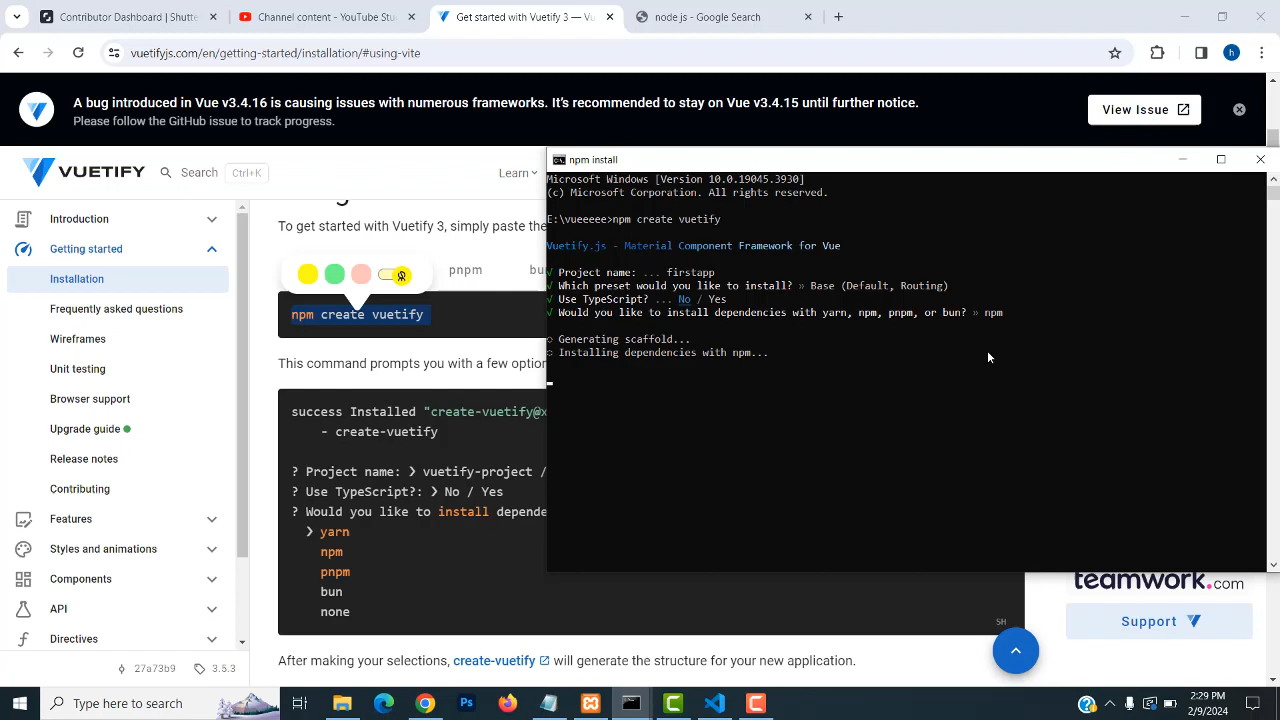 Contributor Dashboard | Shutte
Channel content - YouTube Stu
Get started with Vuetify 3 — Vu
node.js - Google Search
vuetifyjs.com/en/getting-started/installation/#using-vite
h
A bug introduced in Vue v3.4.16 is causing issues with numerous frameworks. It's recommended to stay on Vue v3.4.15 until further notice.
Please follow the GitHub issue to track progress.
View Issue
VUETIFY
Search
Ctrl+K
Learn
Introduction
Getting started
Installation
Frequently asked questions
Wireframes
Unit testing
Browser support
Upgrade guide
Release notes
Contributing
Features
Styles and animations
Components
API
Directives
27a73b9
3.5.3
To get started with Vuetify 3, simply paste the
pnpm
bu
npm create vuetify
This command prompts you with a few option
success Installed "create-vuetify@x
- create-vuetify
? Project name: ❯ vuetify-project /
? Use TypeScript?: ❯ No / Yes
? Would you like to install depende
❯ yarn
npm
pnpm
bun
none
SH
After making your selections, create-vuetify will generate the structure for your new application.
npm install
Microsoft Windows [Version 10.0.19045.3930]
(c) Microsoft Corporation. All rights reserved.
E:\vueeeee>npm create vuetify
Vuetify.js - Material Component Framework for Vue
√ Project name: ... firstapp
√ Which preset would you like to install? » Base (Default, Routing)
√ Use TypeScript? ... No / Yes
√ Would you like to install dependencies with yarn, npm, pnpm, or bun? » npm
○ Generating scaffold...
○ Installing dependencies with npm...
teamwork.com
Support
Type here to search
Ps
2:29 PM
2/9/2024